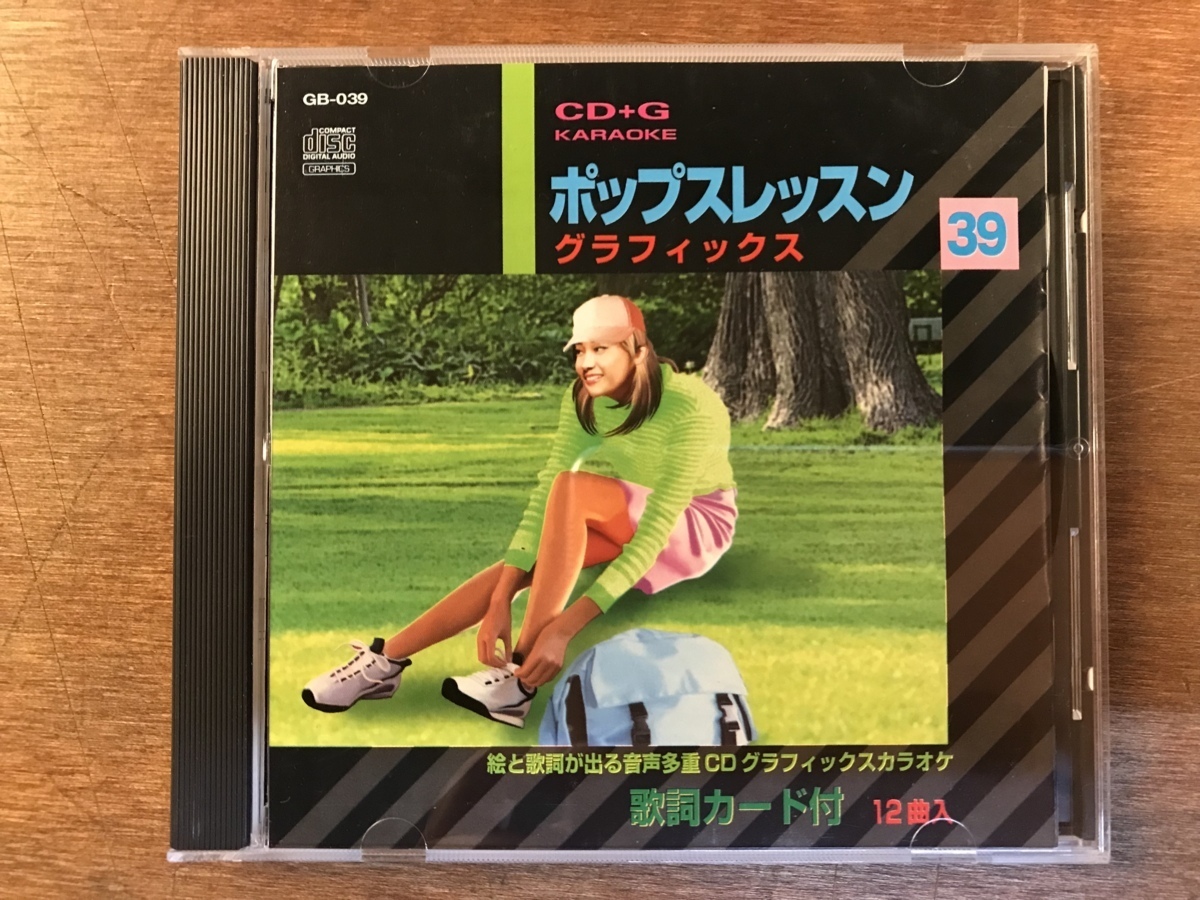 GB-039
COMPACT
disc
DIGITAL AUDIO
GRAPHICS
CD+G
KARAOKE
ポップスレッスン
グラフィックス
39
絵と歌詞が出る音声多重CDグラフィックスカラオケ
歌詞カード付 12曲入